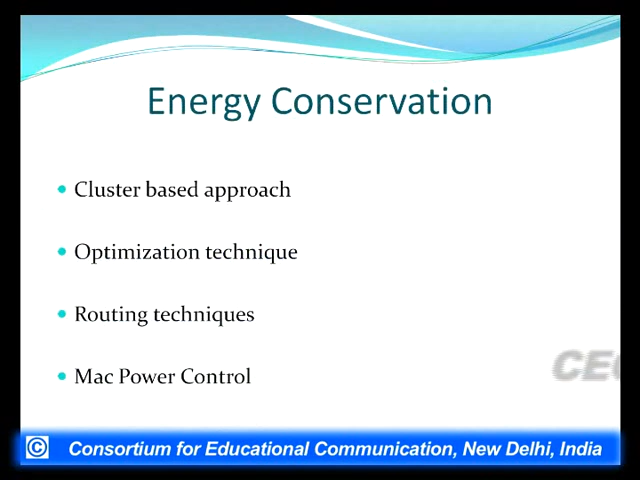 Energy Conservation
Cluster based approach
Optimization technique
Routing techniques
Mac Power Control
CEC
© Consortium for Educational Communication, New Delhi, India